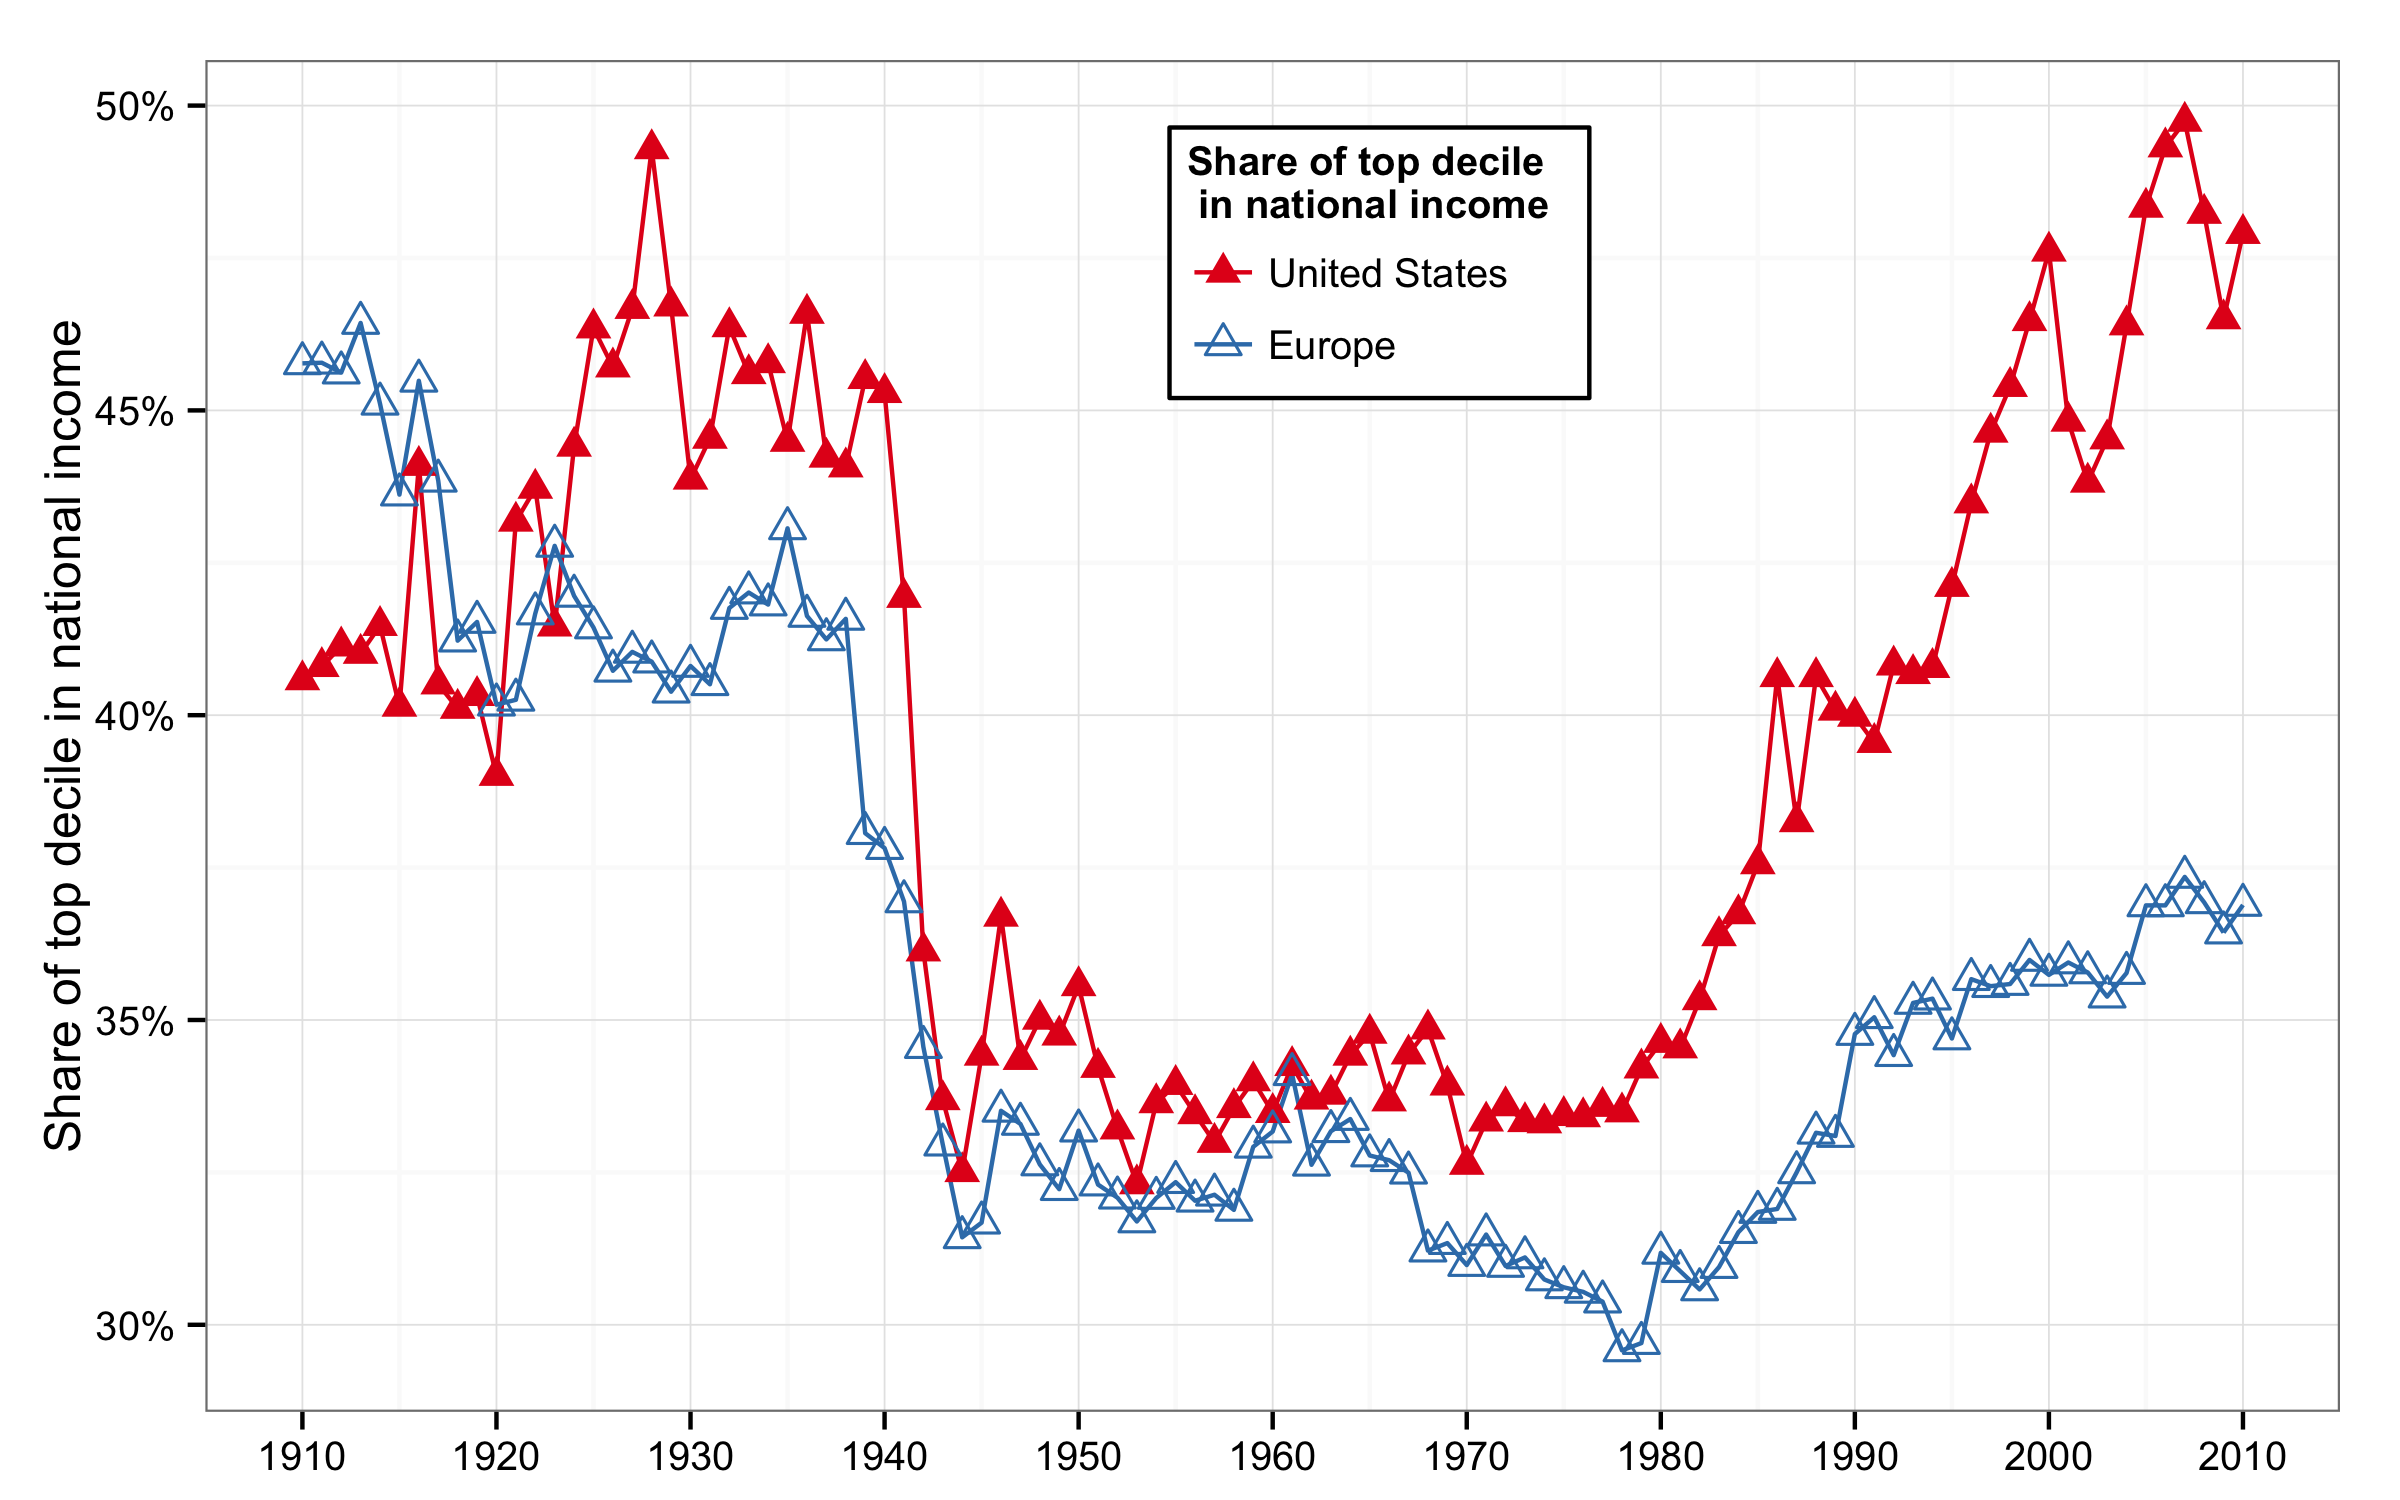 Share of top decile in national income
50%
45%
40%
35%
30%
Share of top decile
in national income
United States
Europe
1910 1920 1930 1940 1950 1960 1970 1980 1990 2000 2010